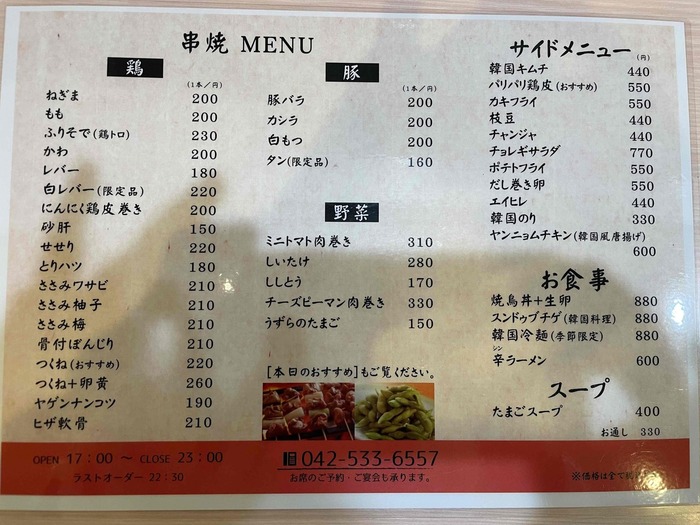 串焼 MENU
鶏
(1本/円)
ねぎま 200
もも 200
ふりそで(鶏トロ) 230
かわ 200
レバー 180
白レバー(限定品) 220
にんにく鶏皮巻き 200
砂肝 150
せせり 220
とりハツ 180
ささみワサビ 210
ささみ柚子 210
ささみ梅 210
骨付ぼんじり 210
つくね(おすすめ) 220
つくね+卵黄 260
ヤゲンナンコツ 190
ヒザ軟骨 210
豚
(1本/円)
豚バラ 200
カシラ 200
白もつ 200
タン(限定品) 160
野菜
ミニトマト肉巻き 310
しいたけ 280
ししとう 170
チーズピーマン肉巻き 330
うずらのたまご 150
[本日のおすすめ]もご覧ください。
サイドメニュー
(円)
韓国キムチ 440
パリパリ鶏皮(おすすめ) 550
カキフライ 550
枝豆 440
チャンジャ 440
チョレギサラダ 770
ポテトフライ 550
だし巻き卵 550
エイヒレ 440
韓国のり 330
ヤンニョムチキン(韓国風唐揚げ)
600
お食事
焼鳥丼+生卵 880
スンドゥブチゲ(韓国料理) 880
韓国冷麺(季節限定) 880
シン
辛ラーメン 600
スープ
たまごスープ 400
お通し 330
OPEN 17:00 〜 CLOSE 23:00
ラストオーダー 22:30
042-533-6557
お席のご予約・ご宴会も承ります。
※価格は全て